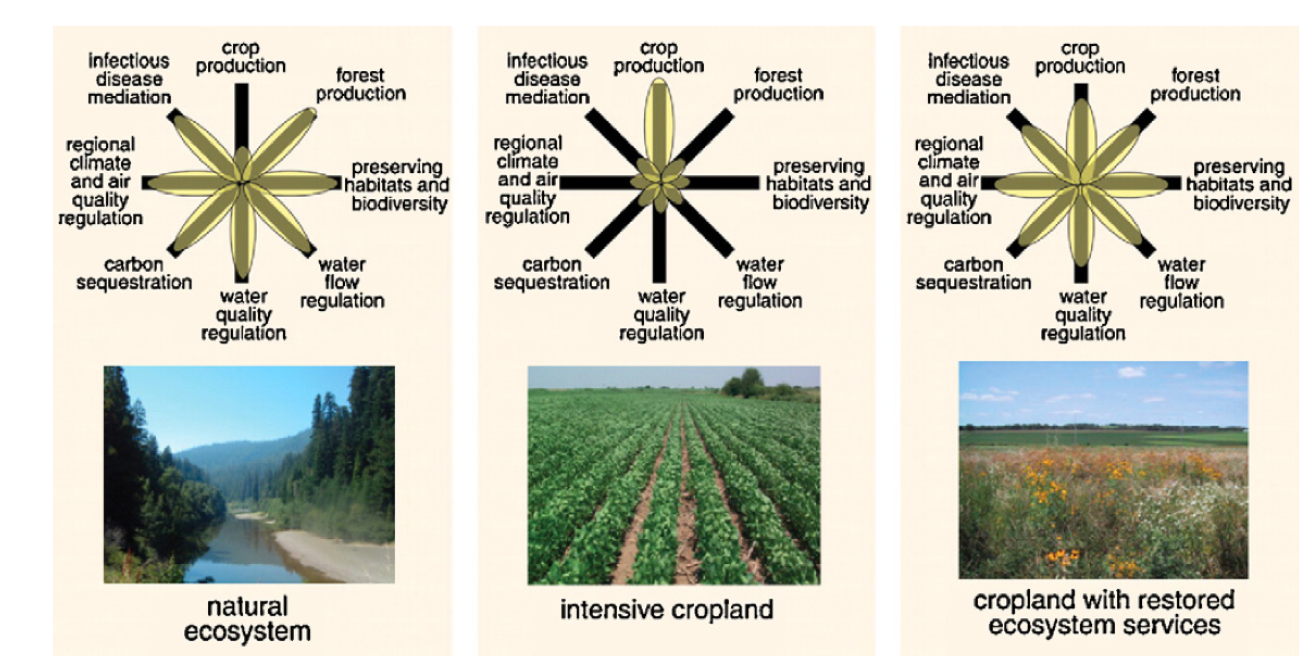 crop
production
infectious
disease
mediation
forest
production
regional
climate
and air
quality
regulation
preserving
habitats and
biodiversity
carbon
sequestration
water
flow
regulation
water
quality
regulation
natural
ecosystem
crop
production
infectious
disease
mediation
forest
production
regional
climate
and air
quality
regulation
preserving
habitats and
biodiversity
carbon
sequestration
water
flow
regulation
water
quality
regulation
intensive cropland
crop
production
infectious
disease
mediation
forest
production
regional
climate
and air
quality
regulation
preserving
habitats and
biodiversity
carbon
sequestration
water
flow
regulation
water
quality
regulation
cropland with restored
ecosystem services